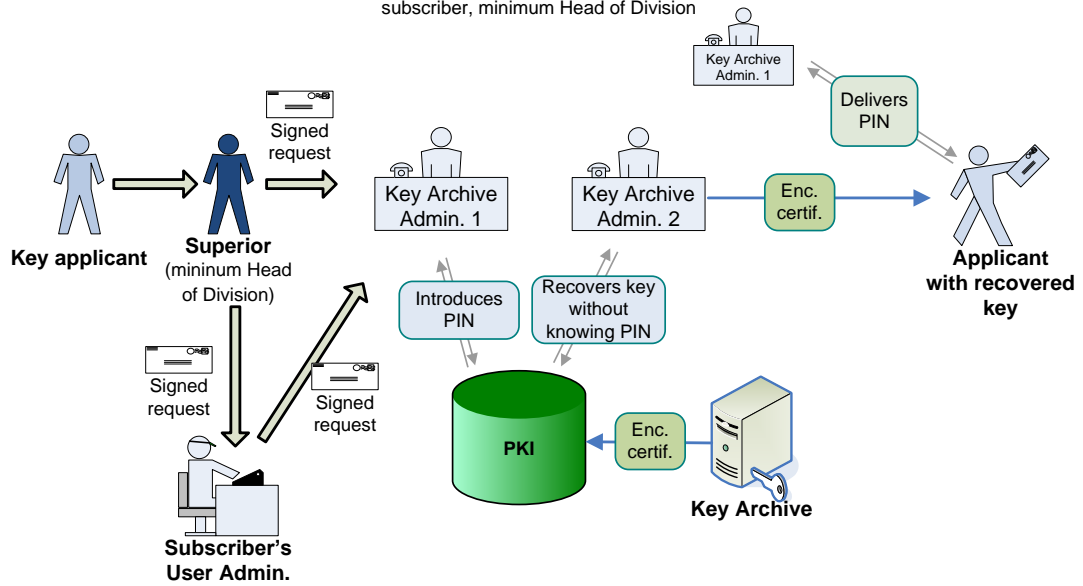 subscriber, minimum Head of Division
Key Archive
Admin. 1
Delivers
PIN
Signed
request
Key Archive
Admin. 1
Key Archive
Admin. 2
Enc.
certif.
Key applicant
Superior
(mininum Head
of Division)
Applicant
with recovered
key
Introduces
PIN
Recovers key
without
knowing PIN
Signed
request
Signed
request
PKI
Enc.
certif.
Key Archive
Subscriber's
User Admin.